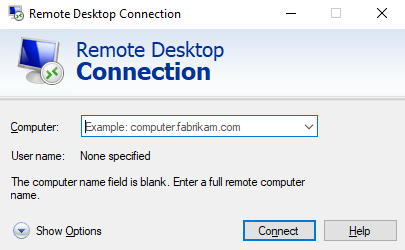 Remote Desktop Connection
Remote Desktop
Connection
Computer: Example: computer.fabrikam.com
User name: None specified
The computer name field is blank. Enter a full remote computer
name.
Show Options Connect Help